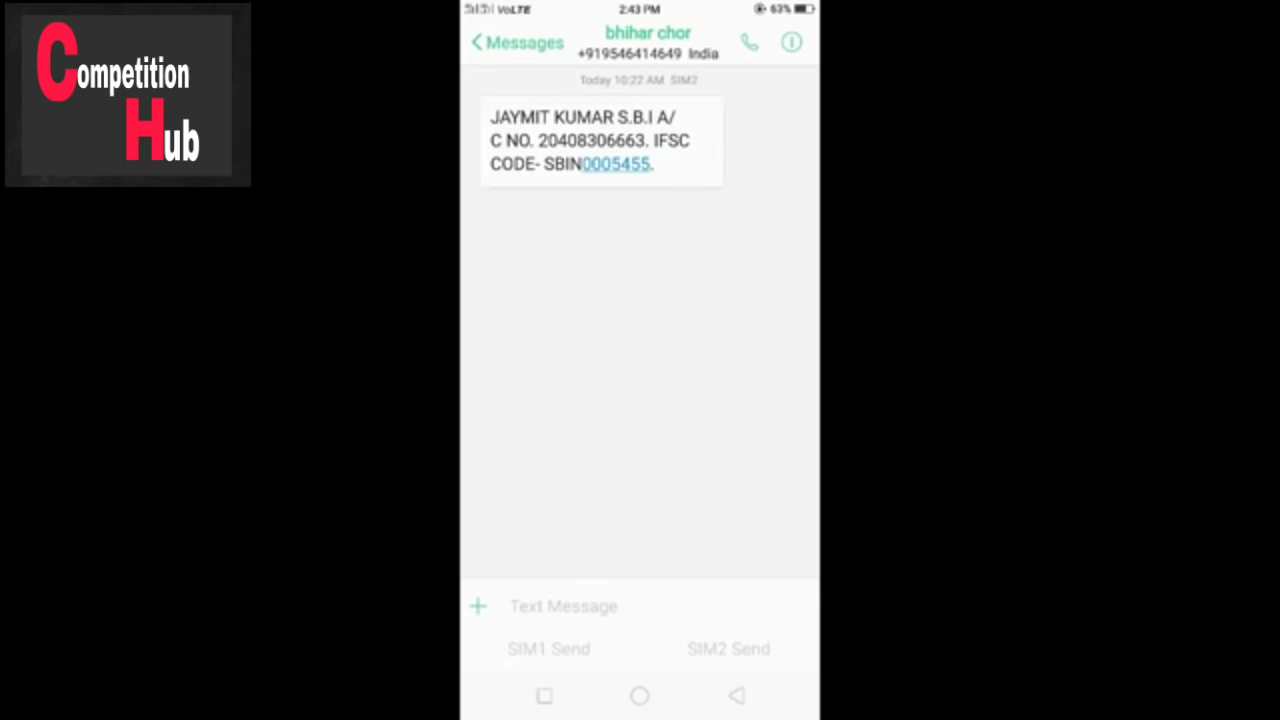 Competition
Hub
VoLTE
2:43 PM
63%
Messages
bhihar chor
+919546414649 India
Today 10:22 AM SIM2
JAYMIT KUMAR S.B.I A/
C NO. 20408306663. IFSC
CODE- SBIN0005455.
Text Message
SIM1 Send
SIM2 Send